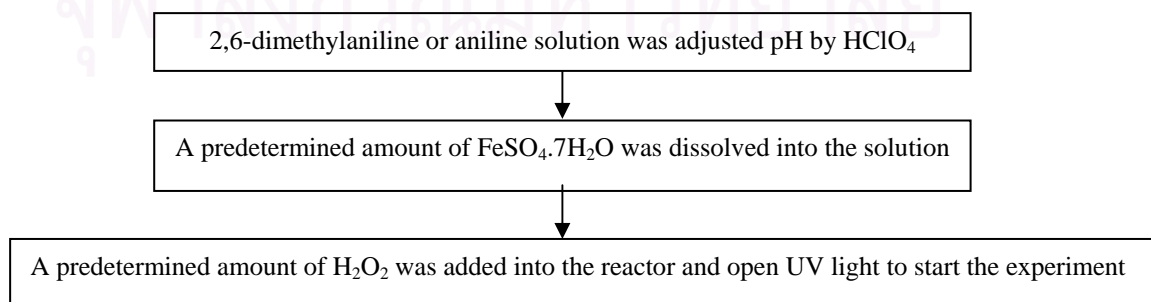 2,6-dimethylaniline or aniline solution was adjusted pH by HClO₄
A predetermined amount of FeSO₄.7H₂O was dissolved into the solution
A predetermined amount of H₂O₂ was added into the reactor and open UV light to start the experiment